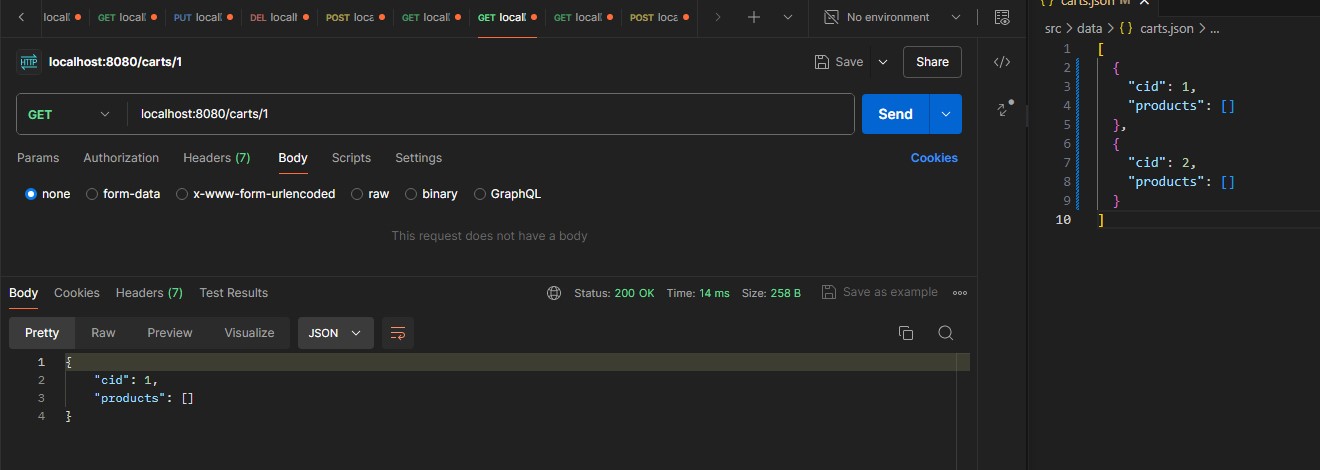 locall GET locall PUT locall DEL locall POST loca GET locall GET locall GET locall POST loca No environment
HTTP localhost:8080/carts/1 Save Share
GET localhost:8080/carts/1 Send
Params Authorization Headers (7) Body Scripts Settings Cookies
none form-data x-www-form-urlencoded raw binary GraphQL
This request does not have a body
Body Cookies Headers (7) Test Results Status: 200 OK Time: 14 ms Size: 258 B Save as example
Pretty Raw Preview Visualize JSON
1 {
2 "cid": 1,
3 "products": []
4 }
{} carts.json M
src > data > {} carts.json > ...
1 [
2 {
3 "cid": 1,
4 "products": []
5 },
6 {
7 "cid": 2,
8 "products": []
9 }
10 ]